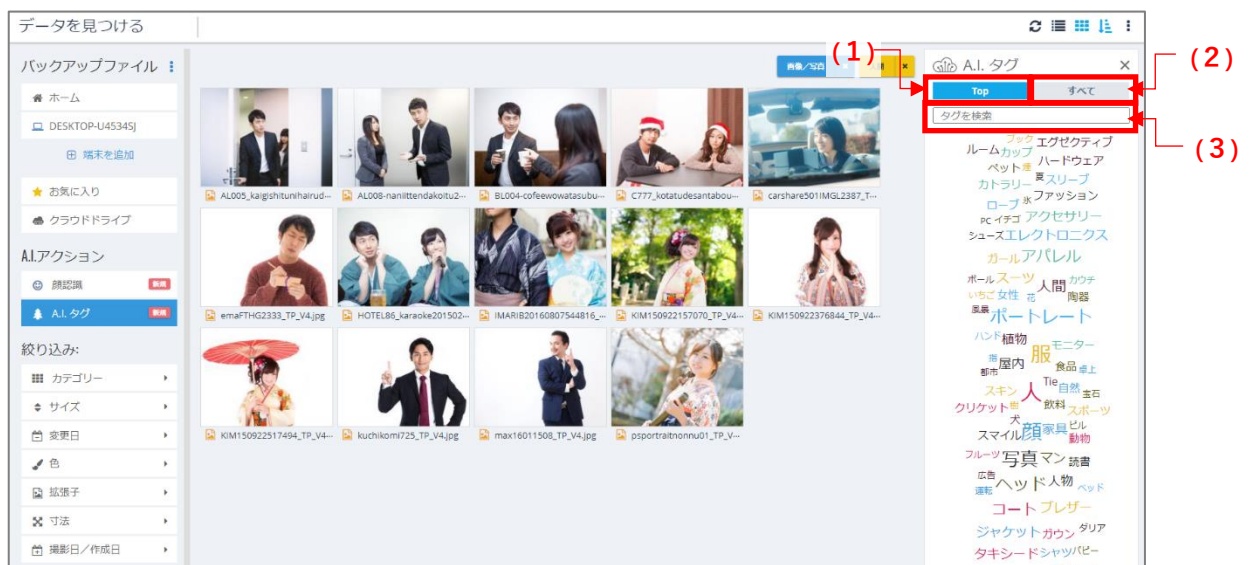 データを見つける
バックアップファイル
ホーム
DESKTOP-U4534SJ
端末を追加
お気に入り
クラウドドライブ
A.I.アクション
顔認識 新規
A.I. タグ 新規
絞り込み:
カテゴリー
サイズ
変更日
色
拡張子
寸法
撮影日/作成日
画像/写真
AL005_kaigishitunihairud…
AL008-naniittendakoitu2…
BL004-cofeewowatasubu…
C777_kotatudesantabou…
carshare501IMGL2387_T…
emaFTHG2333_TP_V4.jpg
HOTEL86_karaoke201502…
IMARIB20160807544816_…
KIM150922157070_TP_V4…
KIM150922376844_TP_V4…
KIM150922517494_TP_V4…
kuchikomi725_TP_V4.jpg
max16011508_TP_V4.jpg
psportraitnonnu01_TP_V…
(1)
(2)
(3)
A.I. タグ
Top すべて
タグを検索
ブック エグゼクティブ
ルーム カップ
ペット ハードウェア
カトラリー 夏 スリープ
ロープ 氷 ファッション
PC イチゴ アクセサリー
シューズ エレクトロニクス
ガール アパレル
ボール スーツ 人間 カウチ
いちご 女性 花 陶器
風景 ポートレート
ハンド 植物 モニター
指 屋内 服 食品 卓上
都市
スキン 人 Tie 自然 宝石
クリケット 飲料 スポーツ
犬
スマイル 顔 家具 ビル
動物
フルーツ 写真 マン 読書
広告 ヘッド 人物 ベッド
運転
コート ブレザー
ジャケット ガウン ダリア
タキシード シャツ パピー